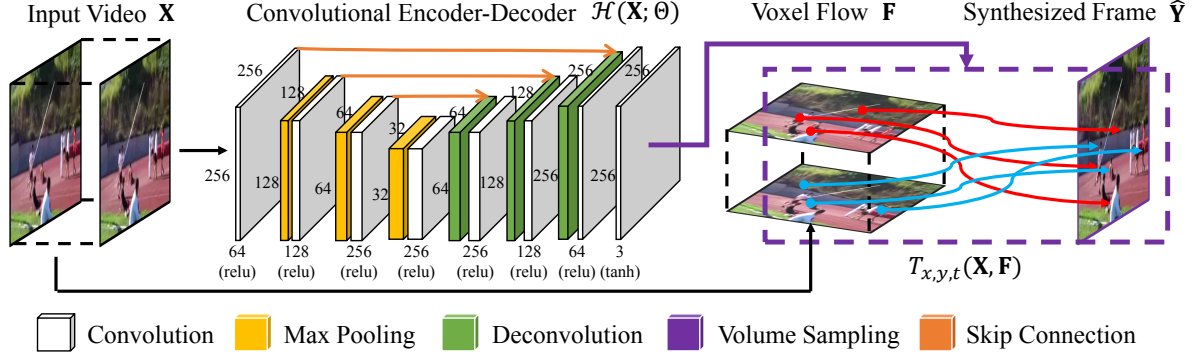 Input Video X
Convolutional Encoder-Decoder ℋ(X; Θ)
Voxel Flow F
Synthesized Frame Ŷ
256
128
64
32
64
128
256
256
256
128
64
32
64
128
256
256
64 (relu)
128 (relu)
256 (relu)
256 (relu)
256 (relu)
128 (relu)
64 (relu)
3 (tanh)
T_{x,y,t}(X, F)
Convolution
Max Pooling
Deconvolution
Volume Sampling
Skip Connection